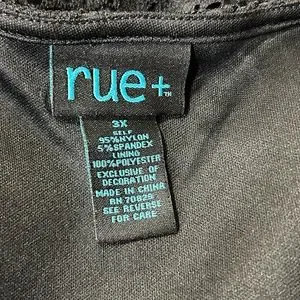 rue+™
3X
SELF
95%NYLON
5%SPANDEX
LINING
100%POLYESTER
EXCLUSIVE OF
DECORATION
MADE IN CHINA
RN 70829
SEE REVERSE
FOR CARE